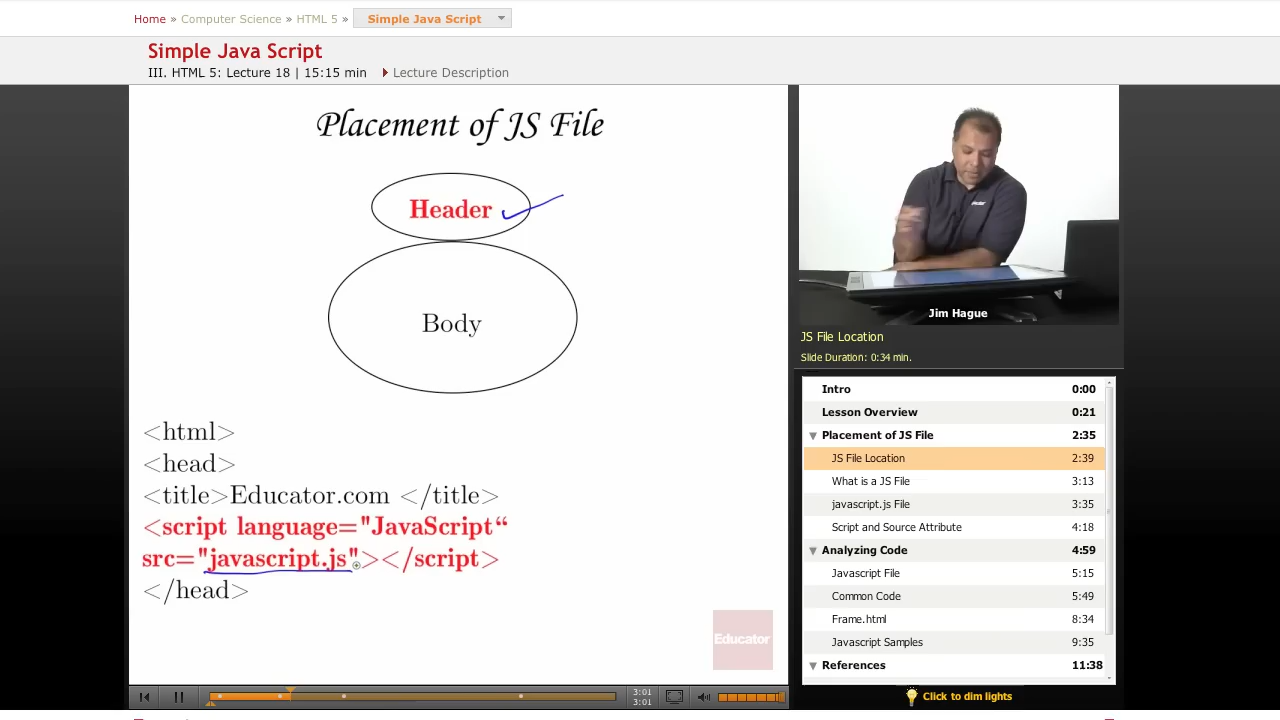 Home » Computer Science » HTML 5 » Simple Java Script
Simple Java Script
III. HTML 5: Lecture 18 | 15:15 min Lecture Description
Placement of JS File
Header
Body
<html>
<head>
<title>Educator.com </title>
<script language="JavaScript“
src="javascript.js"></script>
</head>
Educator
Jim Hague
JS File Location
Slide Duration: 0:34 min.
Intro 0:00
Lesson Overview 0:21
Placement of JS File 2:35
JS File Location 2:39
What is a JS File 3:13
javascript.js File 3:35
Script and Source Attribute 4:18
Analyzing Code 4:59
Javascript File 5:15
Common Code 5:49
Frame.html 8:34
Javascript Samples 9:35
References 11:38
3:01
3:01
Click to dim lights